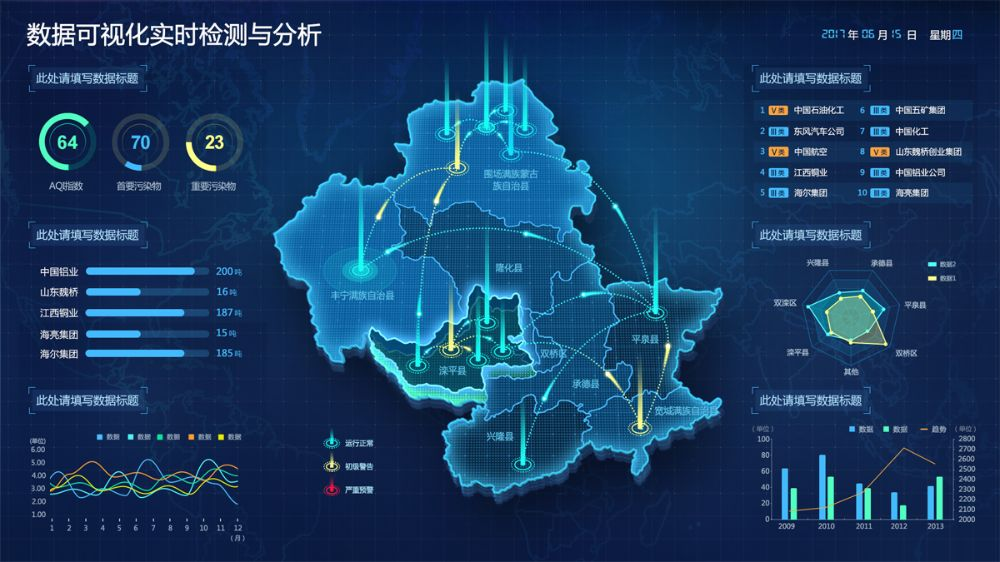 数据可视化实时检测与分析
2017年06月15日 星期四
此处请填写数据标题
64
70
23
AQI指数
首要污染物
重要污染物
此处请填写数据标题
中国铝业 200吨
山东魏桥 16吨
江西铜业 187吨
海亮集团 15吨
海尔集团 185吨
此处请填写数据标题
数据 数据 数据 数据 数据
(单位)
6.00
5.00
4.00
3.00
2.00
1.00
1 2 3 4 5 6 7 8 9 10 11 12
(月)
围场满族蒙古
族自治县
丰宁满族自治县
隆化县
滦平县
双桥区
平泉县
承德县
宽城满族自治县
兴隆县
运行正常
初级警告
严重预警
此处请填写数据标题
1 V类 中国石油化工 6 III类 中国五矿集团
2 III类 东风汽车公司 7 III类 中国化工
3 V类 中国航空 8 V类 山东魏桥创业集团
4 III类 江西铜业 9 III类 中国铝业公司
5 III类 海尔集团 10 III类 海亮集团
此处请填写数据标题
数据2
数据1
兴隆县
承德县
双滦区
平泉县
滦平县
双桥区
其他
此处请填写数据标题
(单位) 数据 数据 趋势 (单位)
100
80
60
40
20
0
2800
2700
2600
2500
2400
2300
2200
2100
2000
2009 2010 2011 2012 2013